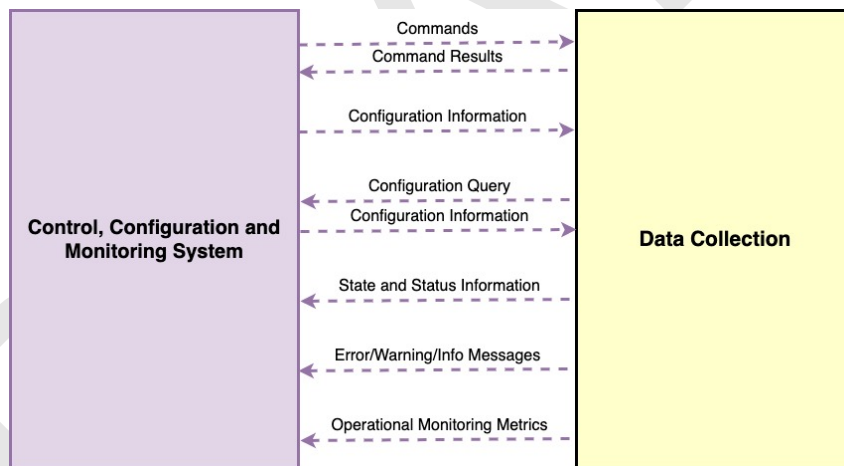 Commands
Command Results
Configuration Information
Configuration Query
Configuration Information
Control, Configuration and
Monitoring System
Data Collection
State and Status Information
Error/Warning/Info Messages
Operational Monitoring Metrics